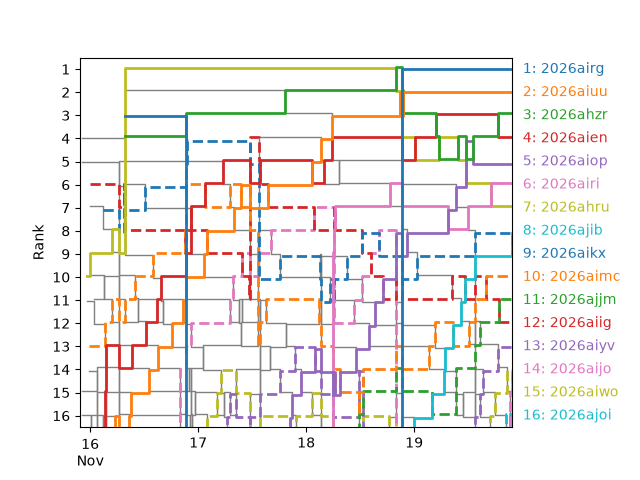 1
2
3
4
5
6
7
8
9
10
11
12
13
14
15
16
Rank
16
17
18
19
Nov
1: 2026airg
2: 2026aiuu
3: 2026ahzr
4: 2026aien
5: 2026aiop
6: 2026airi
7: 2026ahru
8: 2026ajib
9: 2026aikx
10: 2026aimc
11: 2026ajjm
12: 2026aiig
13: 2026aiyv
14: 2026aijo
15: 2026aiwo
16: 2026ajoi